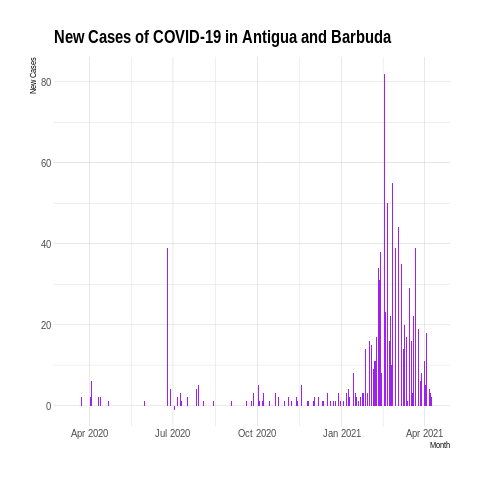 New Cases of COVID-19 in Antigua and Barbuda
New Cases
80
60
40
20
0
Apr 2020 Jul 2020 Oct 2020 Jan 2021 Apr 2021
Month